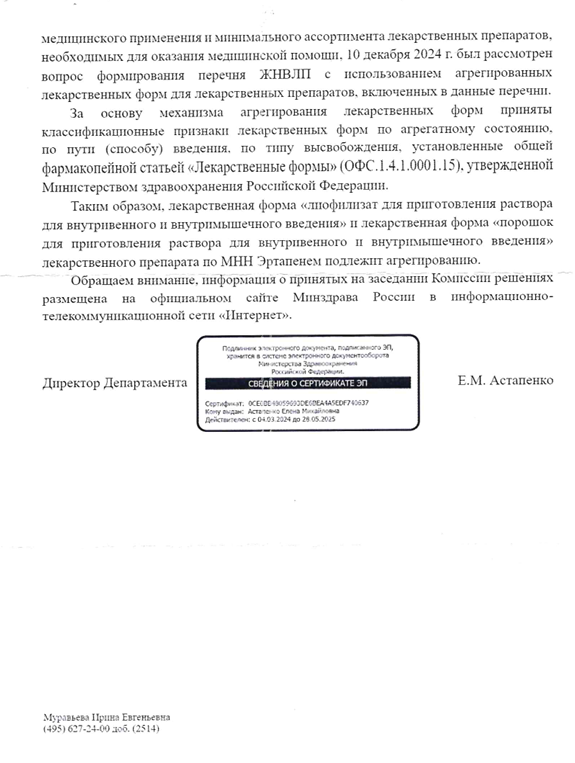 медицинского применения и минимального ассортимента лекарственных препаратов,
необходимых для оказания медицинской помощи, 10 декабря 2024 г. был рассмотрен
вопрос формирования перечня ЖНВЛП с использованием агрегированных
лекарственных форм для лекарственных препаратов, включенных в данные перечни.
За основу механизма агрегирования лекарственных форм приняты
классификационные признаки лекарственных форм по агрегатному состоянию,
по пути (способу) введения, по типу высвобождения, установленные общей
фармакопейной статьей «Лекарственные формы» (ОФС.1.4.1.0001.15), утвержденной
Министерством здравоохранения Российской Федерации.
Таким образом, лекарственная форма «лиофилизат для приготовления раствора
для внутривенного и внутримышечного введения» и лекарственная форма «порошок
для приготовления раствора для внутривенного и внутримышечного введения»
лекарственного препарата по МНН Эртапенем подлежит агрегированию.
Обращаем внимание, информация о принятых на заседании Комиссии решениях
размещена на официальном сайте Минздрава России в информационно-
телекоммуникационной сети «Интернет».
Подлинник электронного документа, подписанного ЭП,
хранится в системе электронного документооборота
Министерства Здравоохранения
Российской Федерации.
СВЕДЕНИЯ О СЕРТИФИКАТЕ ЭП
Директор Департамента
Е.М. Астапенко
Сертификат:
Кому выдан: Астапенко Елена Михайловна
Действителен: с 04.03.2024 до 28.05.2025
Муравьева Ирина Евгеньевна
(495) 627-24-00 доб. (2514)